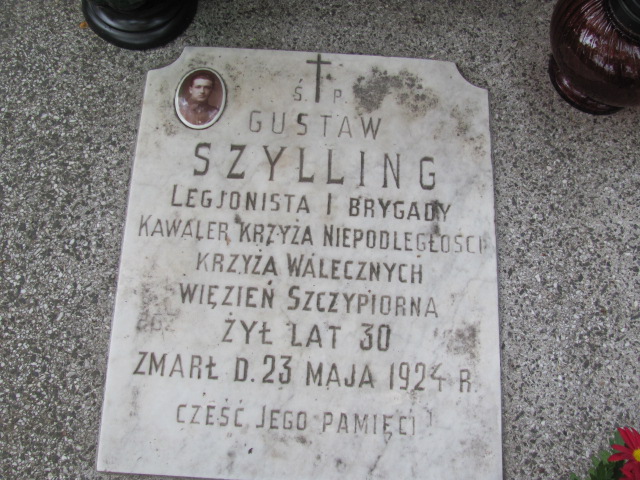 Ś. P.
GUSTAW
SZYLLING
LEGJONISTA I BRYGADY
KAWALER KRZYŻA NIEPODLEGŁOŚCI
KRZYŻA WALECZNYCH
WIĘZIEŃ SZCZYPIORNA
ŻYŁ LAT 30
ZMARŁ D. 23 MAJA 1924 R.
CZEŚĆ JEGO PAMIĘCI!